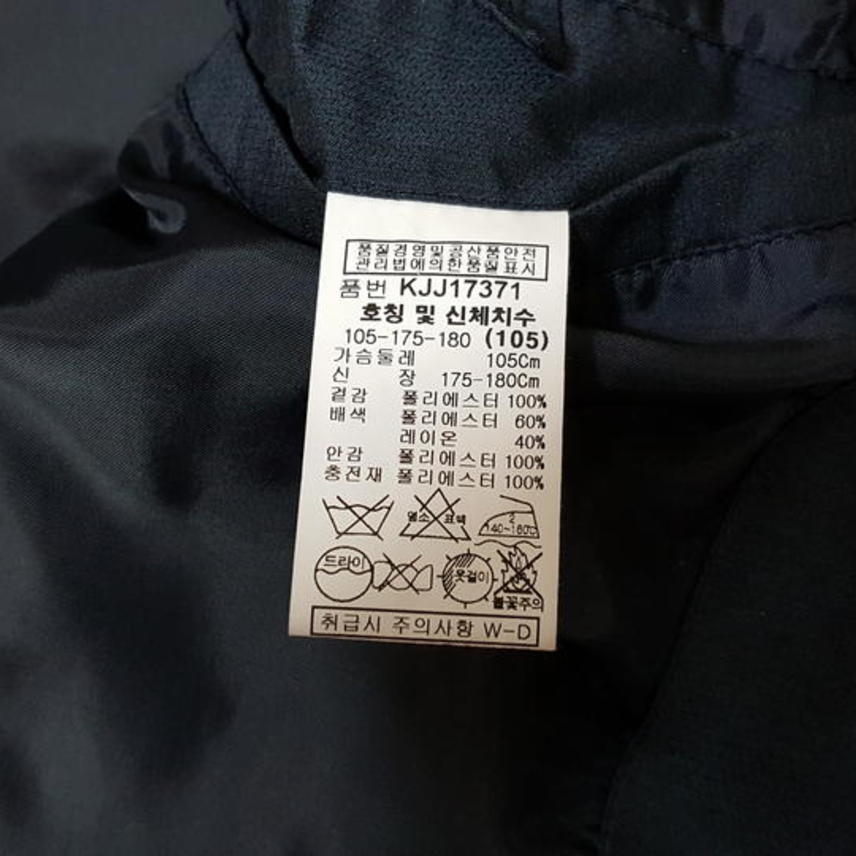 품질경영및공산품안전
관리법에의한품질표시
품번 KJJ17371
호칭 및 신체치수
105-175-180 (105)
가슴둘레 105Cm
신 장 175-180Cm
겉감 폴리에스터 100%
배색 폴리에스터 60%
레이온 40%
안감 폴리에스터 100%
충전재 폴리에스터 100%
염소 표백
2
140~160℃
드라이
옷걸이
불꽃주의
취급시 주의사항 W-D